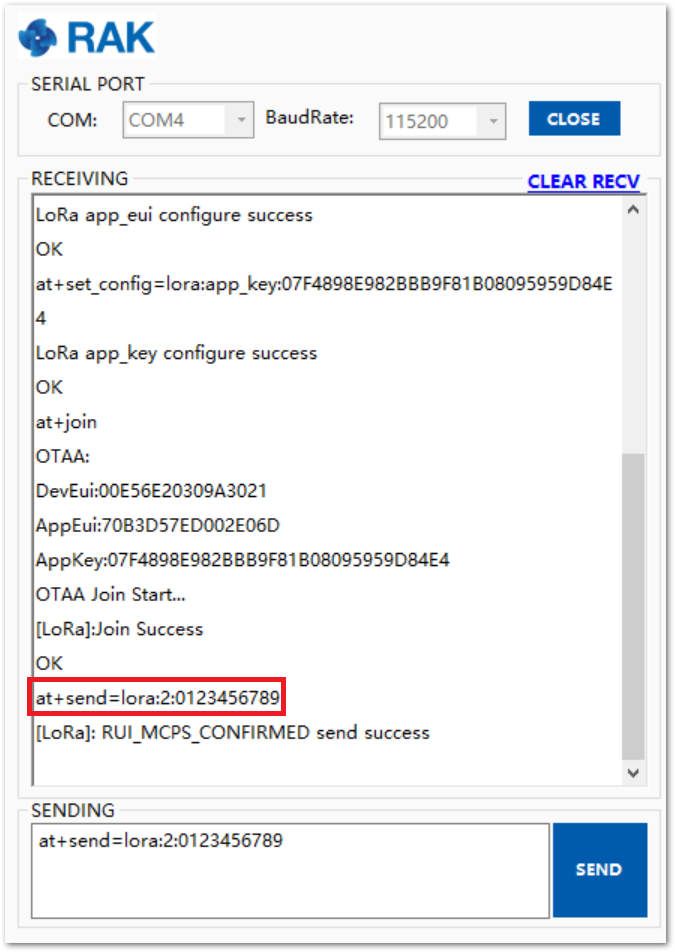 RAK
SERIAL PORT
COM: COM4 BaudRate: 115200 CLOSE
RECEIVING CLEAR RECV
LoRa app_eui configure success
OK
at+set_config=lora:app_key:07F4898E982BBB9F81B08095959D84E
4
LoRa app_key configure success
OK
at+join
OTAA:
DevEui:00E56E20309A3021
AppEui:70B3D57ED002E06D
AppKey:07F4898E982BBB9F81B08095959D84E4
OTAA Join Start...
[LoRa]:Join Success
OK
at+send=lora:2:0123456789
[LoRa]: RUI_MCPS_CONFIRMED send success
SENDING
at+send=lora:2:0123456789
SEND